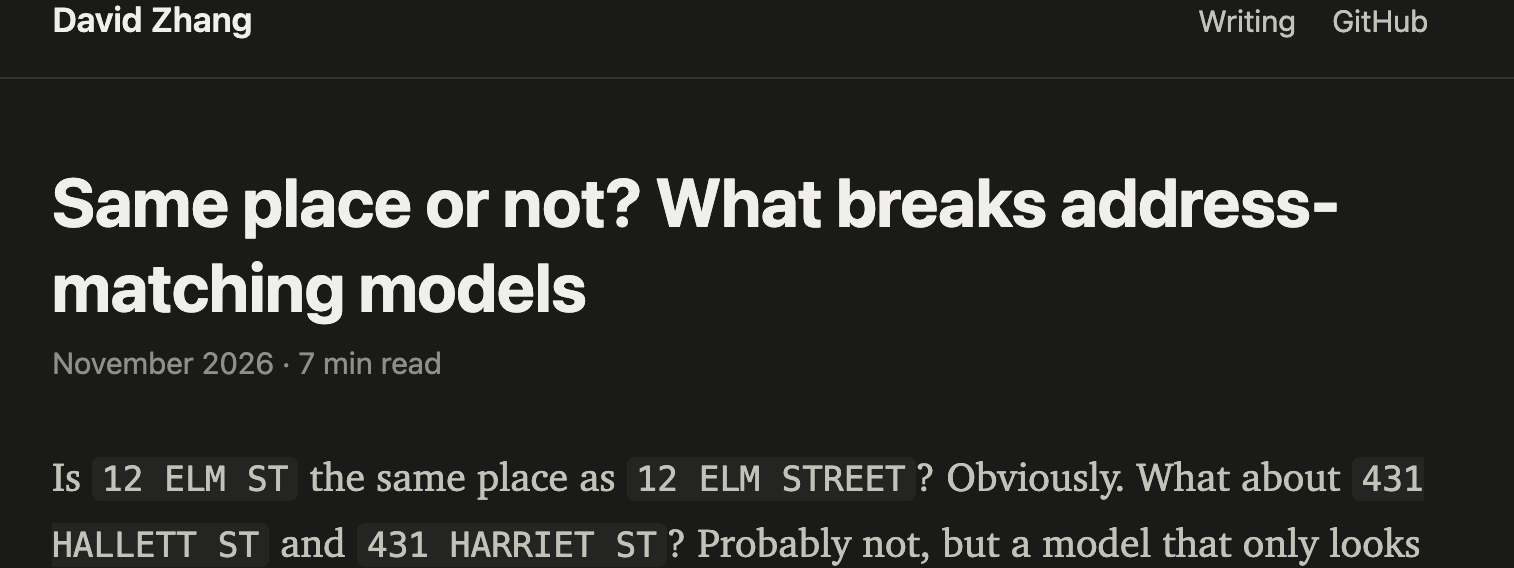 David Zhang
Writing GitHub
Same place or not? What breaks address-
matching models
November 2026 · 7 min read
Is 12 ELM ST the same place as 12 ELM STREET? Obviously. What about 431
HALLETT ST and 431 HARRIET ST? Probably not, but a model that only looks